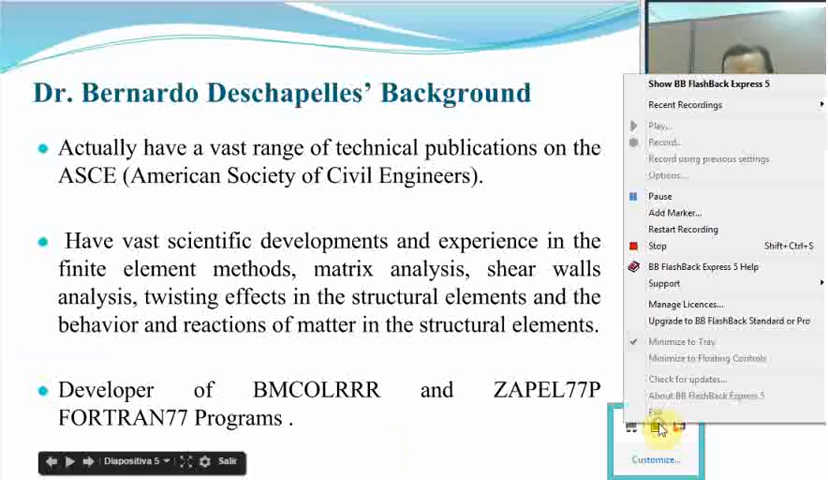 Dr. Bernardo Deschapelles’ Background
Actually have a vast range of technical publications on the
ASCE (American Society of Civil Engineers).
Have vast scientific developments and experience in the
finite element methods, matrix analysis, shear walls
analysis, twisting effects in the structural elements and the
behavior and reactions of matter in the structural elements.
Developer of BMCOLRRR and ZAPEL77P
FORTRAN77 Programs .
Diapositiva 5
Salir
Show BB FlashBack Express 5
Recent Recordings
Play...
Record...
Record using previous settings
Options...
Pause
Add Marker...
Restart Recording
Stop Shift+Ctrl+S
BB FlashBack Express 5 Help
Support
Manage Licences...
Upgrade to BB FlashBack Standard or Pro
Minimize to Tray
Minimize to Floating Controls
Check for updates...
About BB FlashBack Express 5
Exit
Customize...